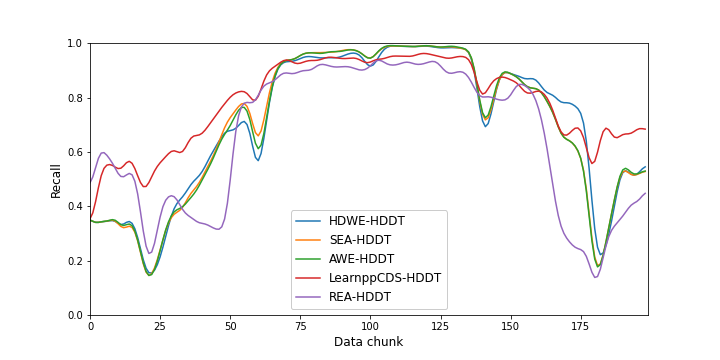 1.0
0.8
0.6
0.4
0.2
0.0
Recall
HDWE-HDDT
SEA-HDDT
AWE-HDDT
LearnppCDS-HDDT
REA-HDDT
0 25 50 75 100 125 150 175
Data chunk